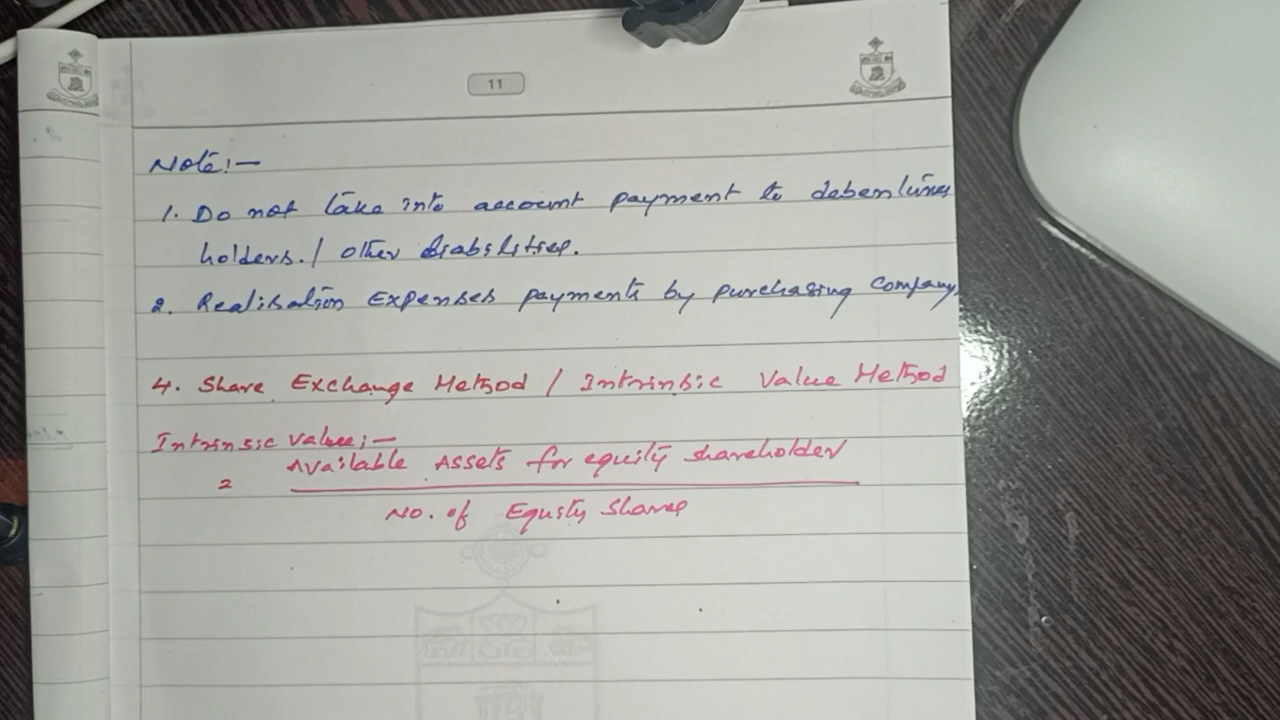 11
Note:-
1. Do not take into account payment to debentures
holders. / other liabilities.
2. Realisation Expenses payments by purchasing Company.
4. Share Exchange Method / Intrinsic Value Method
Intrinsic value:-
= Available Assets for equity shareholder
No. of Equity Shares